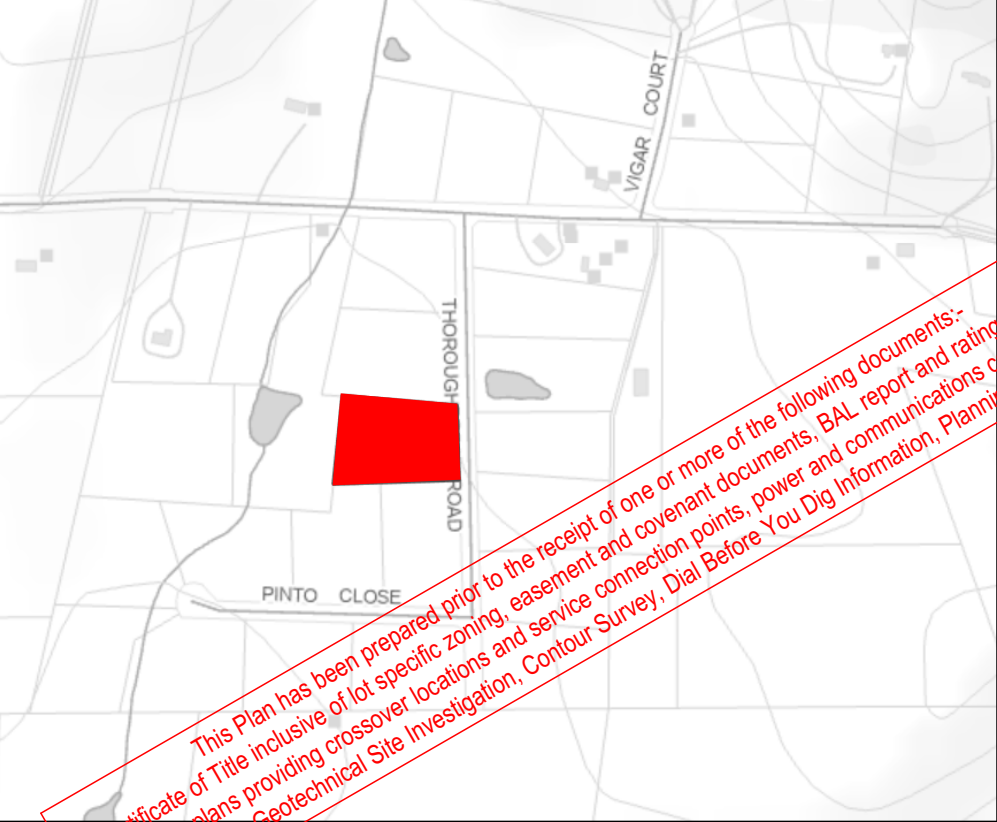 VIGAR COURT
THOROUGH
ROAD
PINTO CLOSE
This Plan has been prepared prior to the receipt of one or more of the following documents:-
tificate of Title inclusive of lot specific zoning, easement and covenant documents, BAL report and rating
plans providing crossover locations and service connection points, power and communications
Geotechnical Site Investigation, Contour Survey, Dial Before You Dig Information,